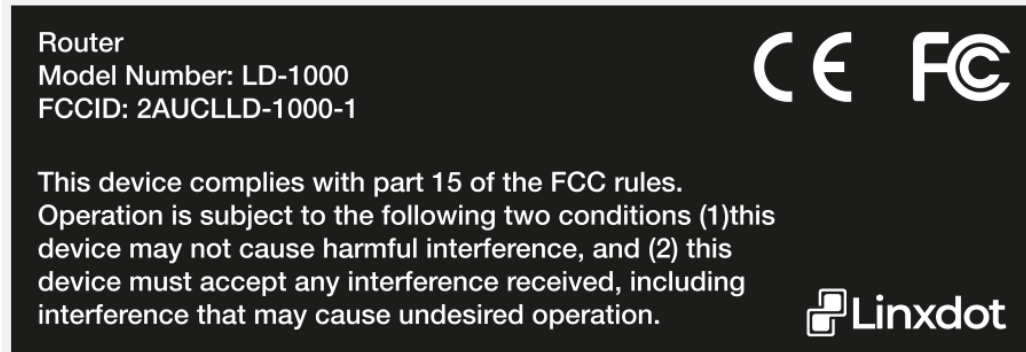 Router
Model Number: LD-1000
FCCID: 2AUCLLD-1000-1
CE FC
This device complies with part 15 of the FCC rules.
Operation is subject to the following two conditions (1)this
device may not cause harmful interference, and (2) this
device must accept any interference received, including
interference that may cause undesired operation.
Linxdot